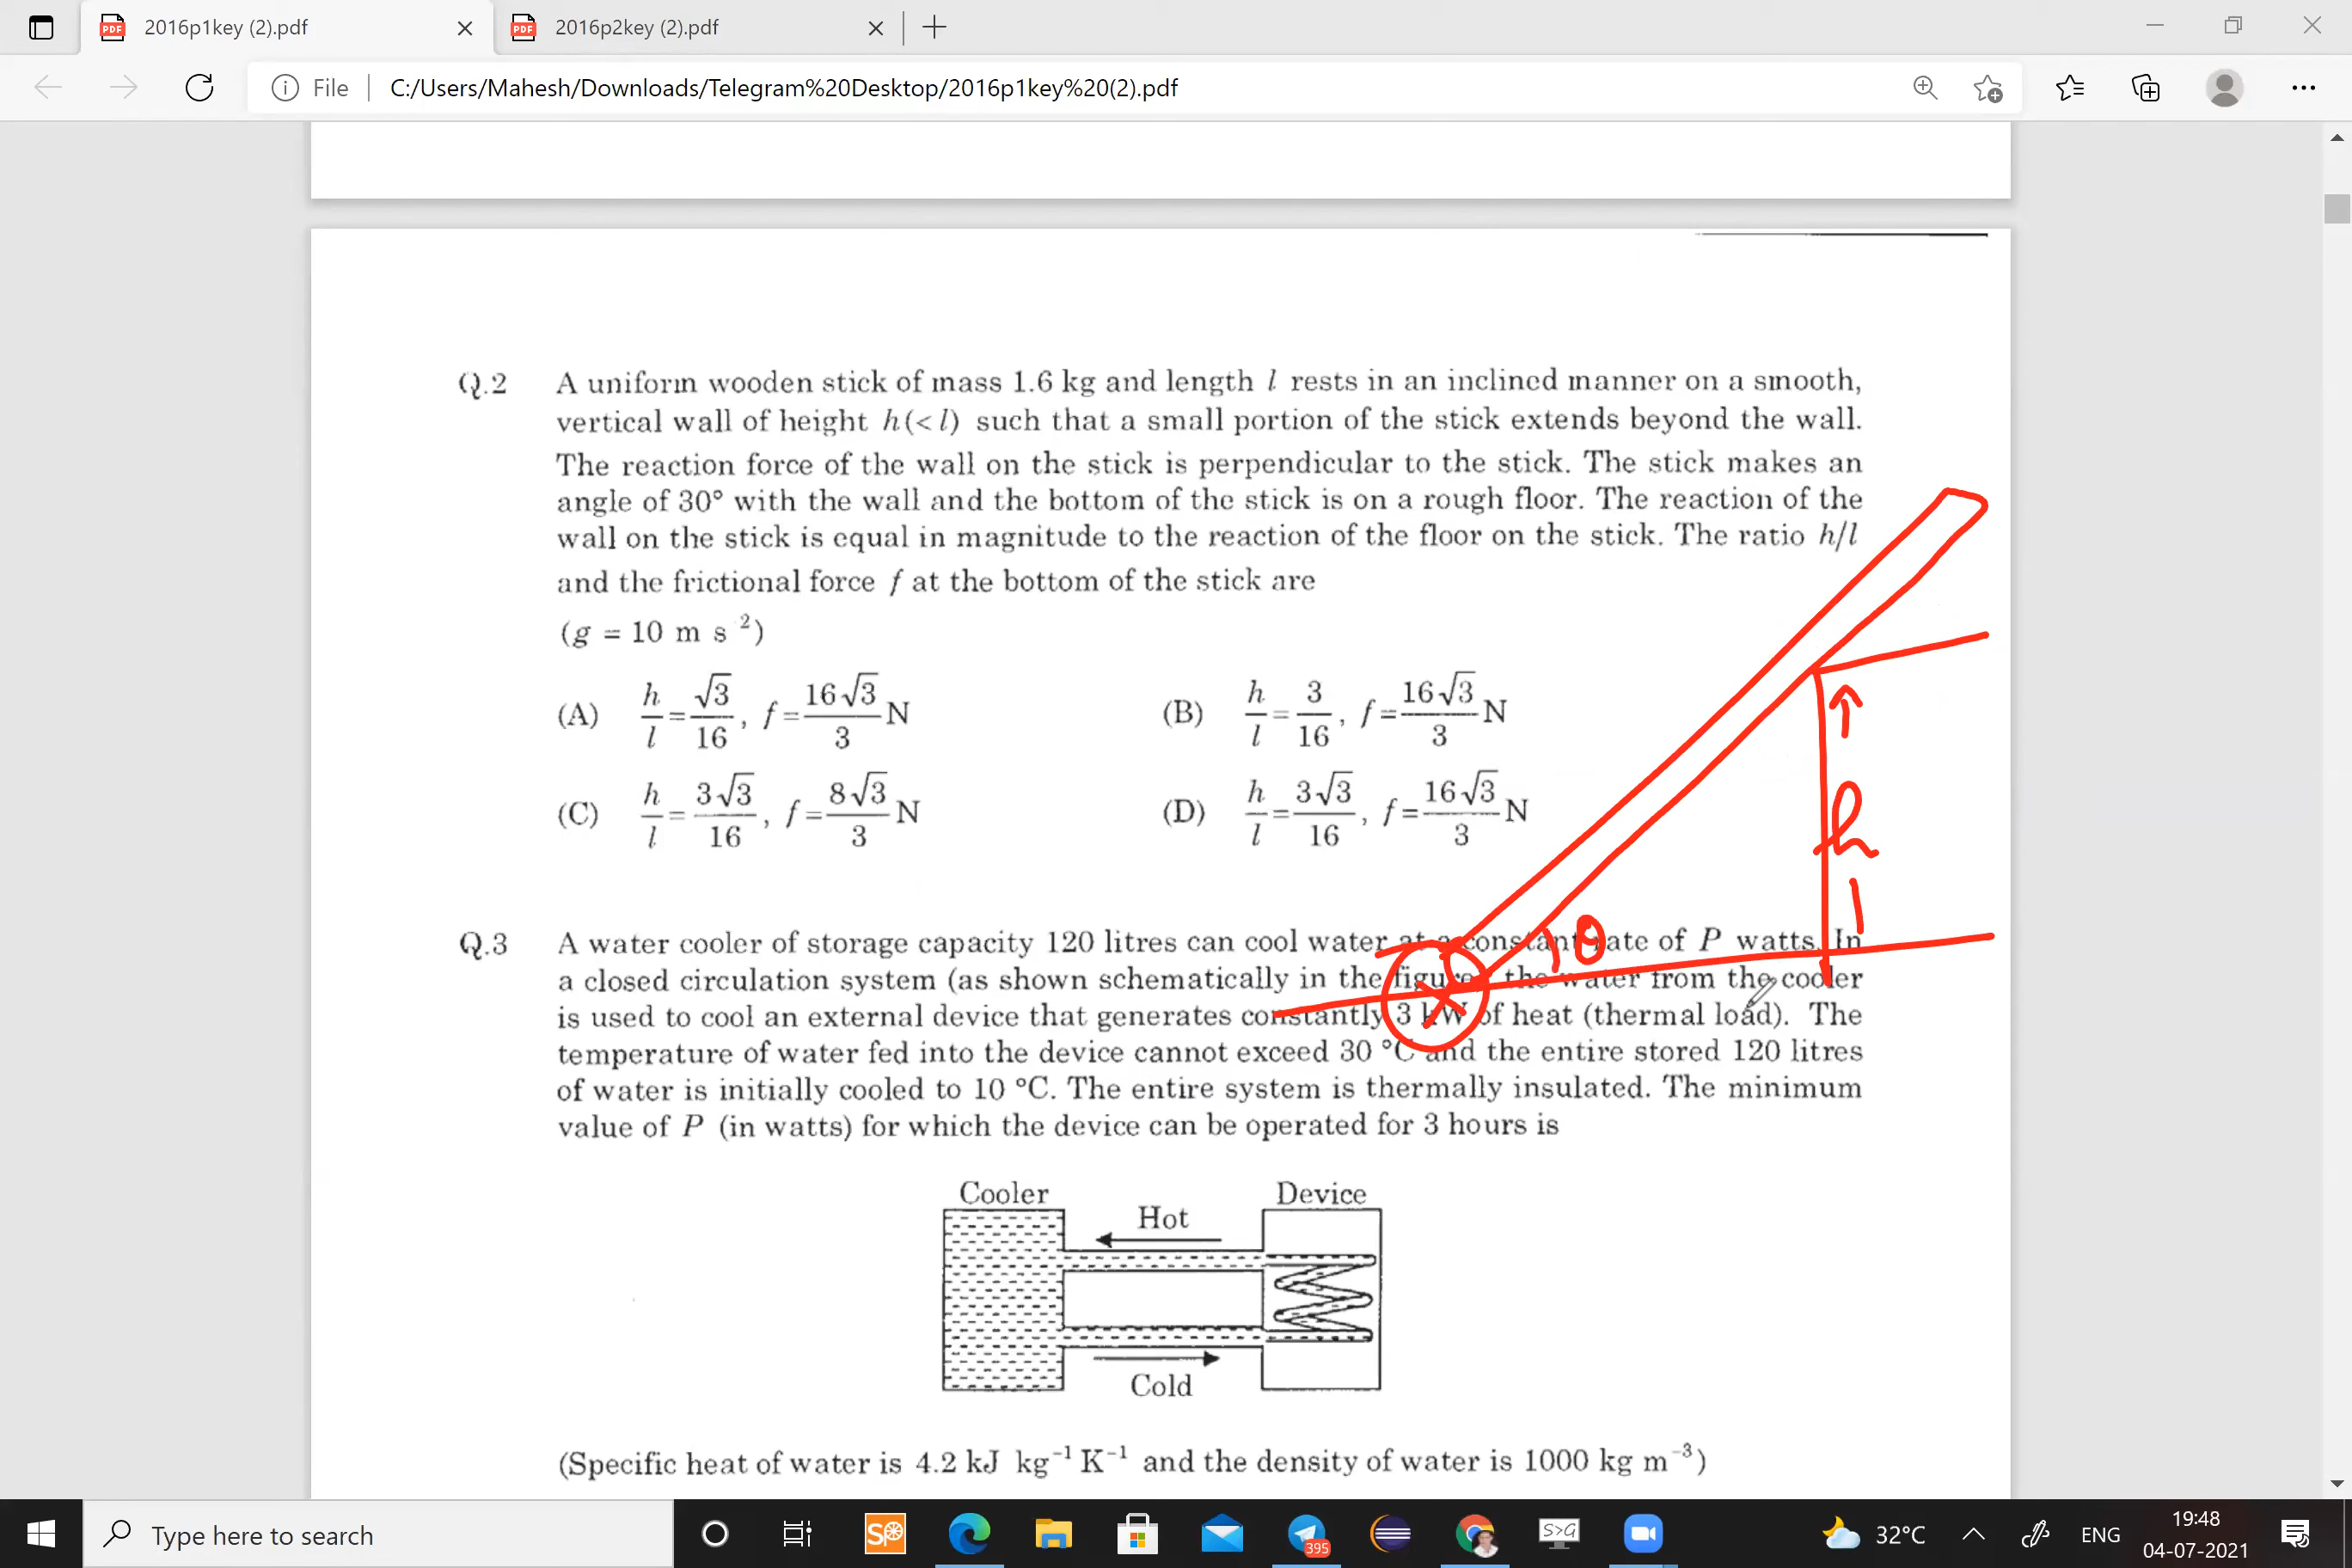 2016p1key (2).pdf
2016p2key (2).pdf
File
C:/Users/Mahesh/Downloads/Telegram%20Desktop/2016p1key%20(2).pdf
Q.2 A uniform wooden stick of mass 1.6 kg and length l rests in an inclined manner on a smooth,
vertical wall of height h(< l) such that a small portion of the stick extends beyond the wall.
The reaction force of the wall on the stick is perpendicular to the stick. The stick makes an
angle of 30° with the wall and the bottom of the stick is on a rough floor. The reaction of the
wall on the stick is equal in magnitude to the reaction of the floor on the stick. The ratio h/l
and the frictional force f at the bottom of the stick are
(g = 10 m s 2)
(A) h/l = √3/16, f = 16√3/3 N
(B) h/l = 3/16, f = 16√3/3 N
(C) h/l = 3√3/16, f = 8√3/3 N
(D) h/l = 3√3/16, f = 16√3/3 N
h
θ
Q.3 A water cooler of storage capacity 120 litres can cool water at a constant rate of P watts. In
a closed circulation system (as shown schematically in the figure) the water from the cooler
is used to cool an external device that generates constantly 3 kW of heat (thermal load). The
temperature of water fed into the device cannot exceed 30 °C and the entire stored 120 litres
of water is initially cooled to 10 °C. The entire system is thermally insulated. The minimum
value of P (in watts) for which the device can be operated for 3 hours is
Cooler
Device
Hot
Cold
(Specific heat of water is 4.2 kJ kg⁻¹ K⁻¹ and the density of water is 1000 kg m⁻³)
Type here to search
SP
395
S>G
32°C
ENG
19:48
04-07-2021